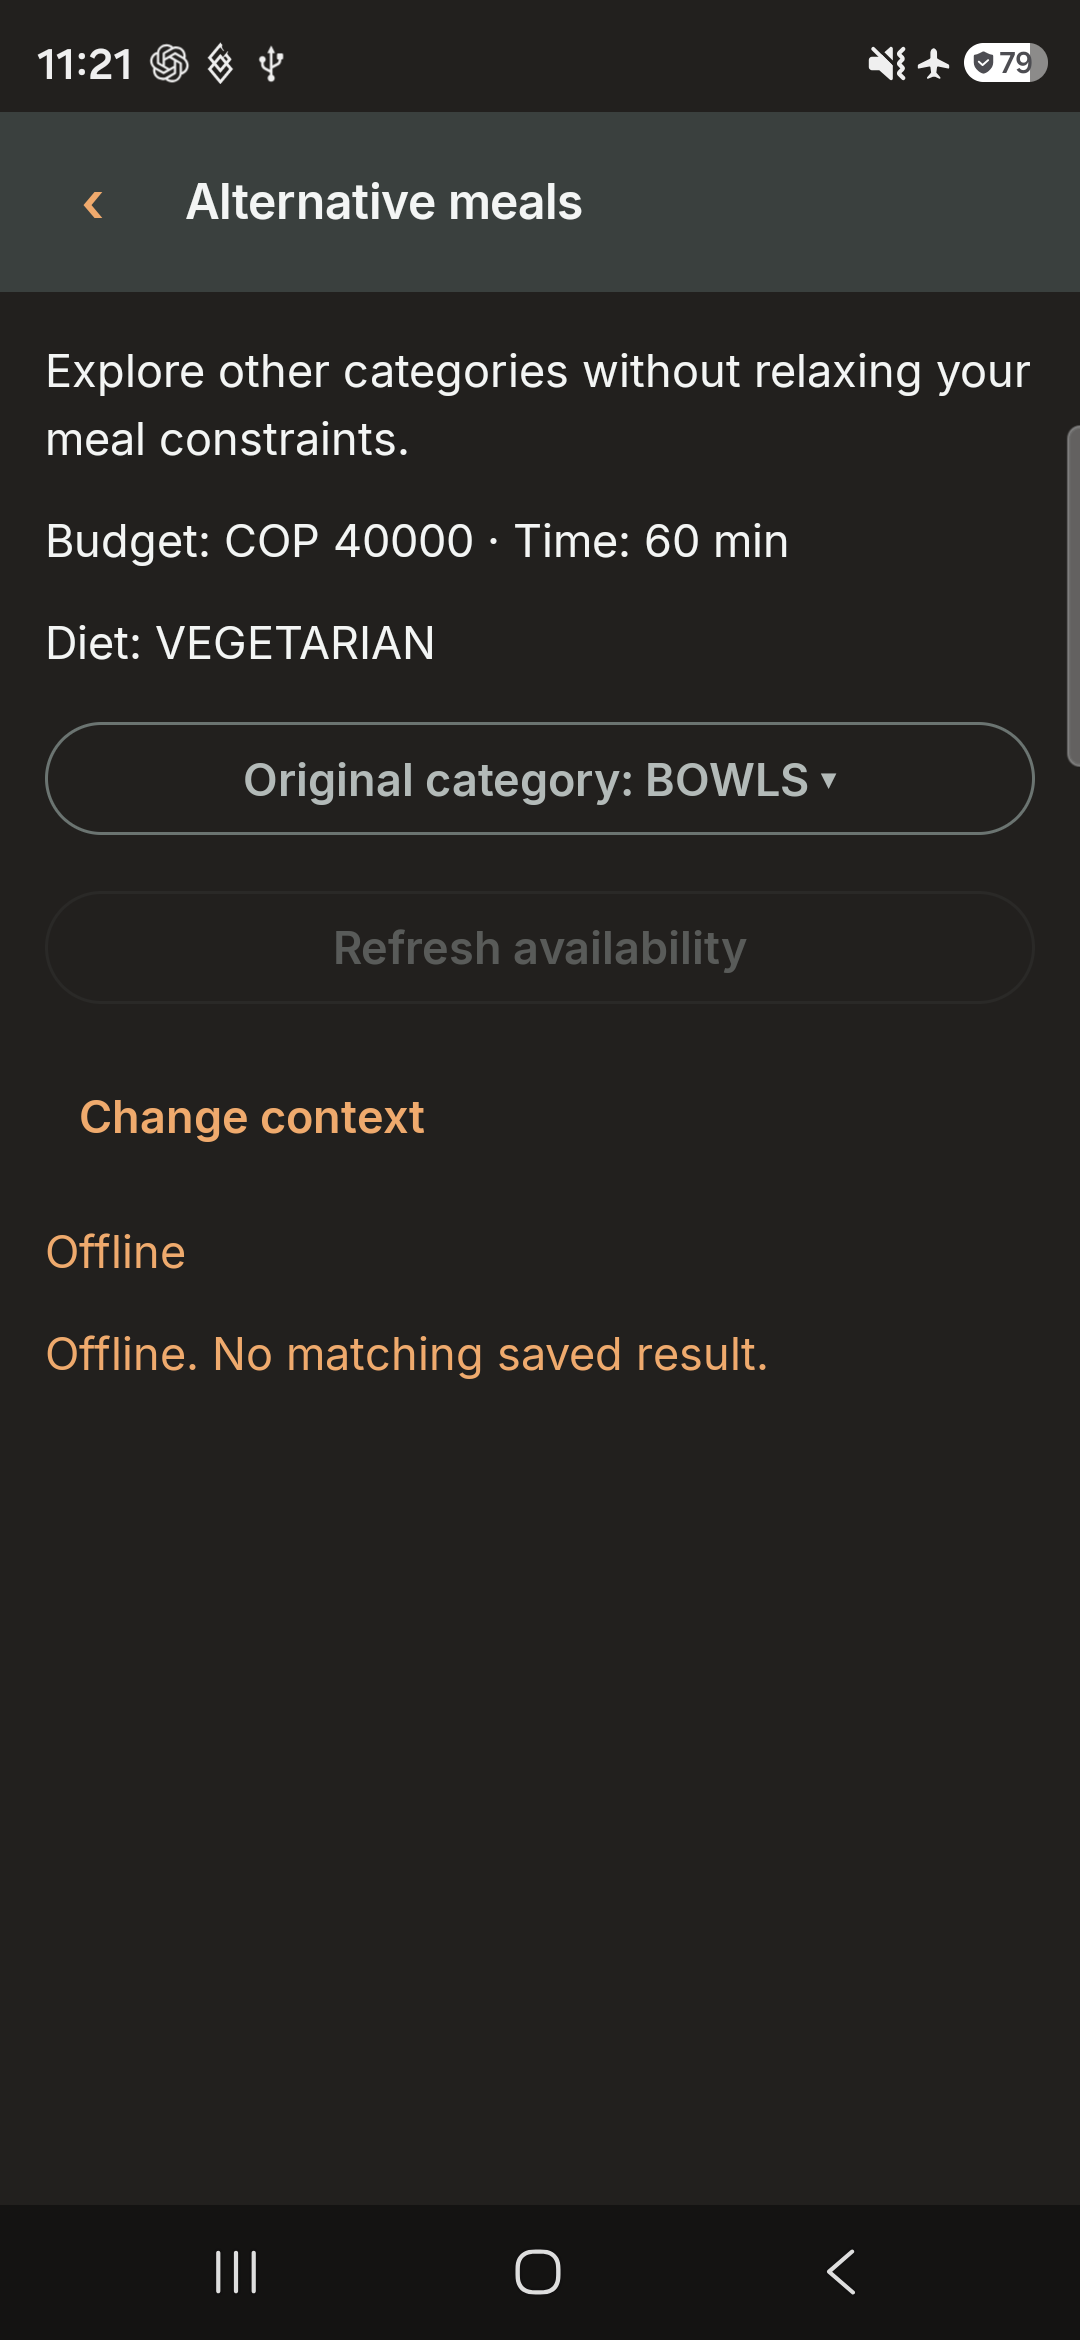 11:21
79
Alternative meals
Explore other categories without relaxing your
meal constraints.
Budget: COP 40000 · Time: 60 min
Diet: VEGETARIAN
Original category: BOWLS ▾
Refresh availability
Change context
Offline
Offline. No matching saved result.